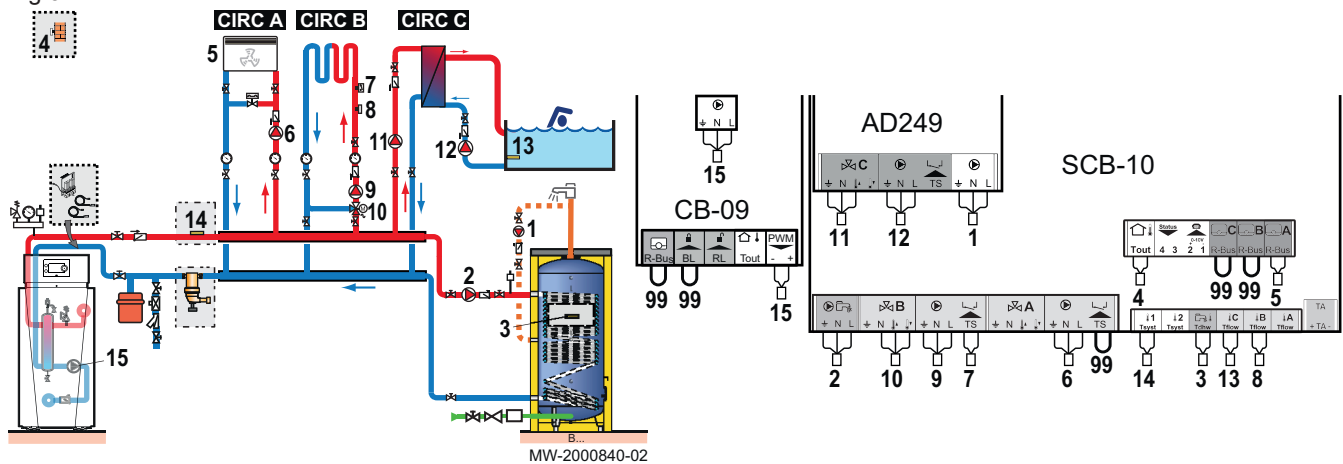 CIRC A CIRC B CIRC C
4
5
7
8
6
11
12
13
9
10
14
1
2
3
15
B...
MW-2000840-02
N L
15
CB-09
R-Bus BL RL Tout PWM
- +
99 99 15
AD249
C
N N L TS N L
11 12 1
SCB-10
Status 0-10V C B A
Tout 4 3 2 1 R-Bus R-Bus R-Bus
4 99 99 5
B A
N L N N L TS N N L TS
2 10 9 7 6 99
1 2 C B A
Tsyst Tsyst Tdhw Tflow Tflow Tflow
14 3 13 8
TA
+ TA -